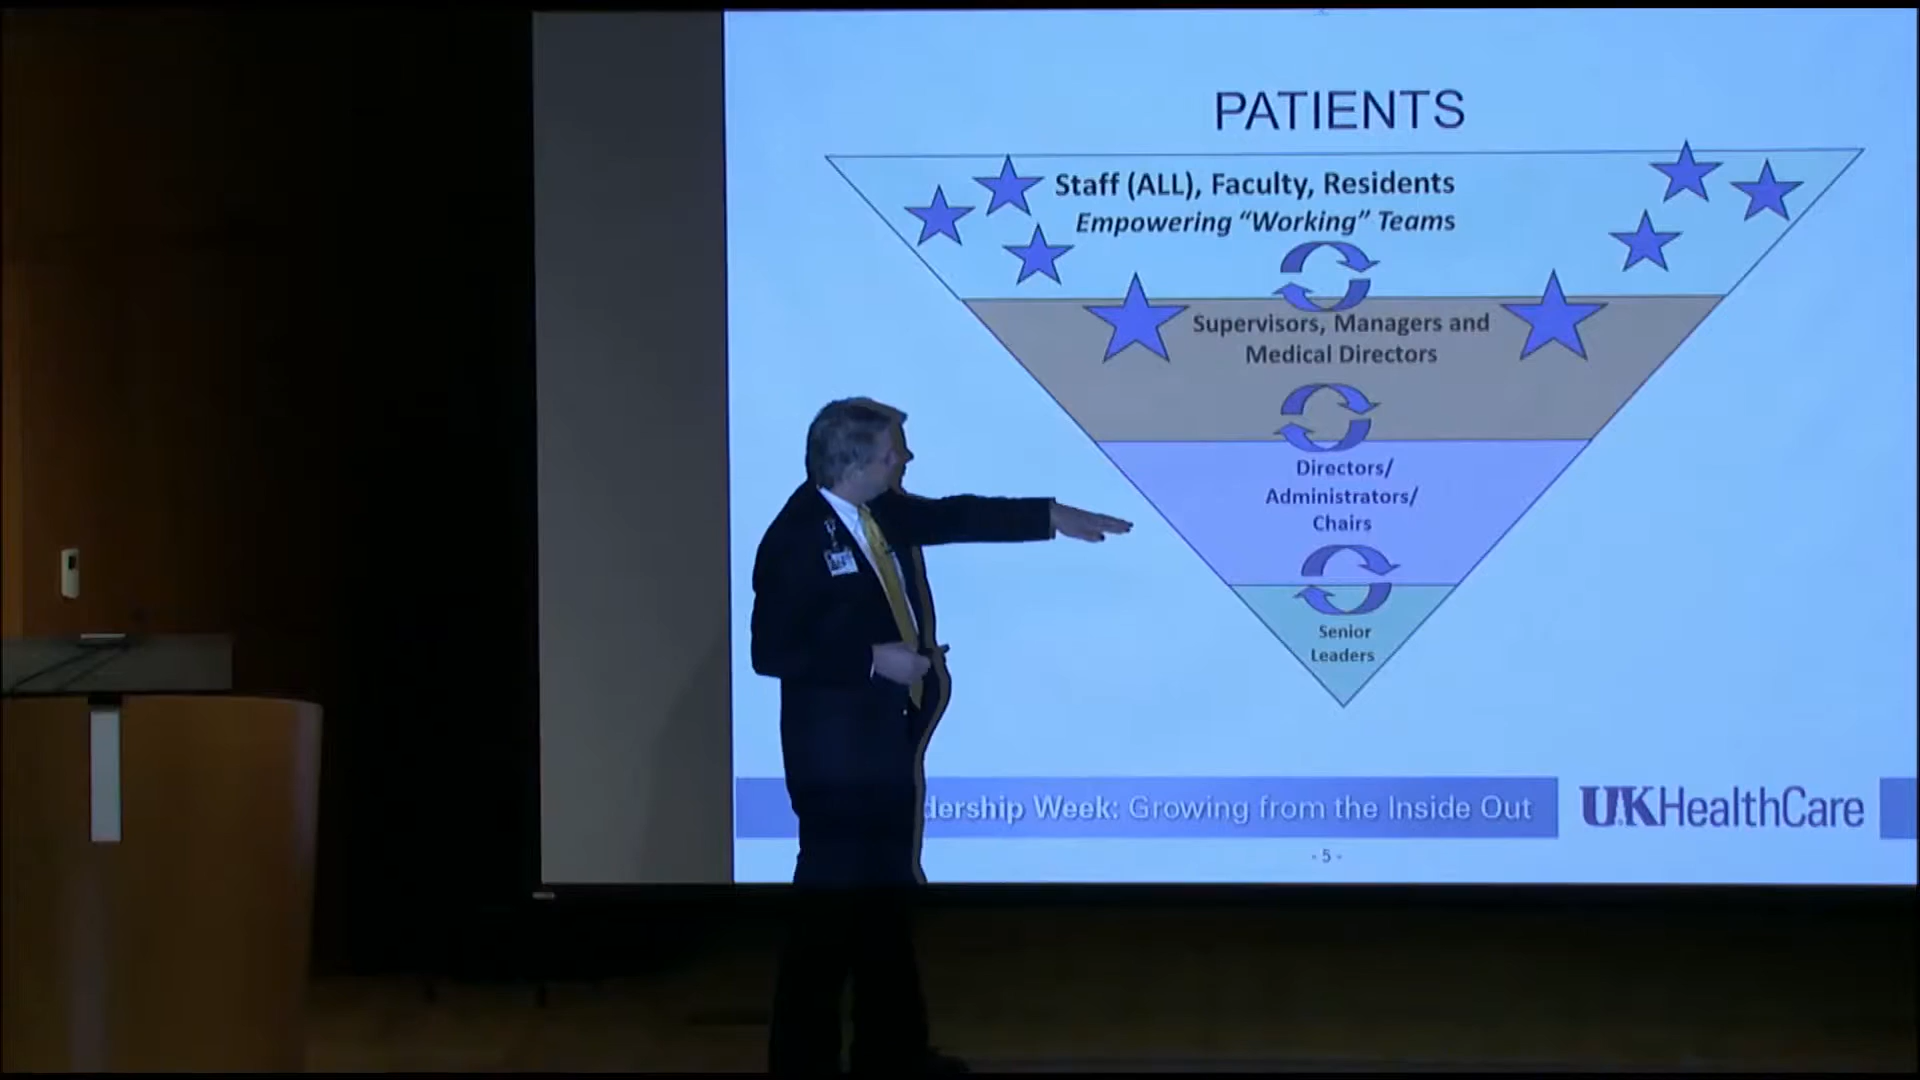 PATIENTS
Staff (ALL), Faculty, Residents
Empowering “Working” Teams
Supervisors, Managers and
Medical Directors
Directors/
Administrators/
Chairs
Senior
Leaders
dership Week: Growing from the Inside Out
UKHealthCare
- 5 -